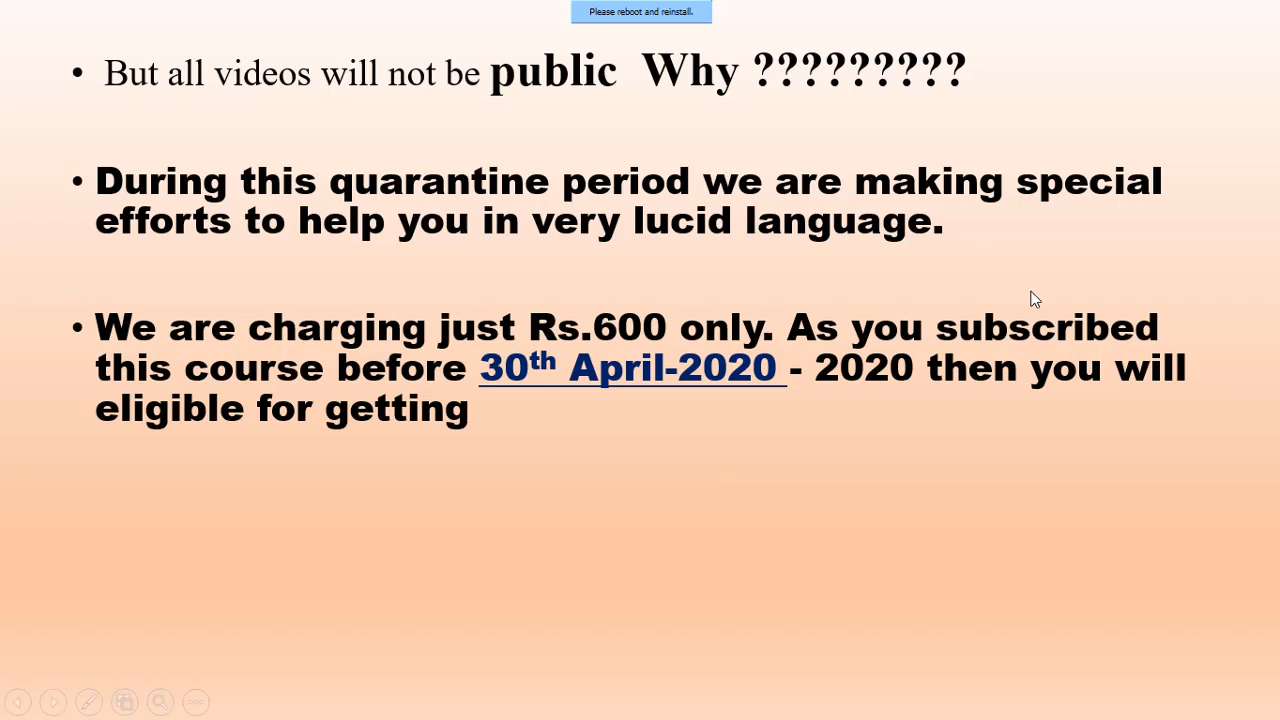 Please reboot and reinstall.
• But all videos will not be public Why ?????????
• During this quarantine period we are making special
efforts to help you in very lucid language.
• We are charging just Rs.600 only. As you subscribed
this course before 30th April-2020 - 2020 then you will
eligible for getting